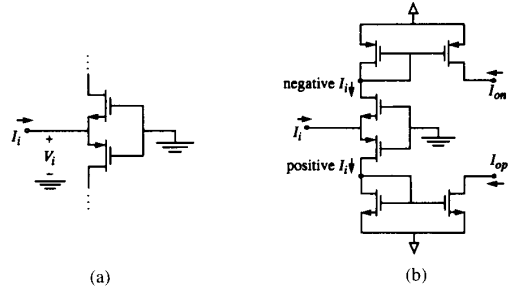 I_i
+
V_i
-
(a)
negative I_i
I_on
I_i
positive I_i
I_op
(b)